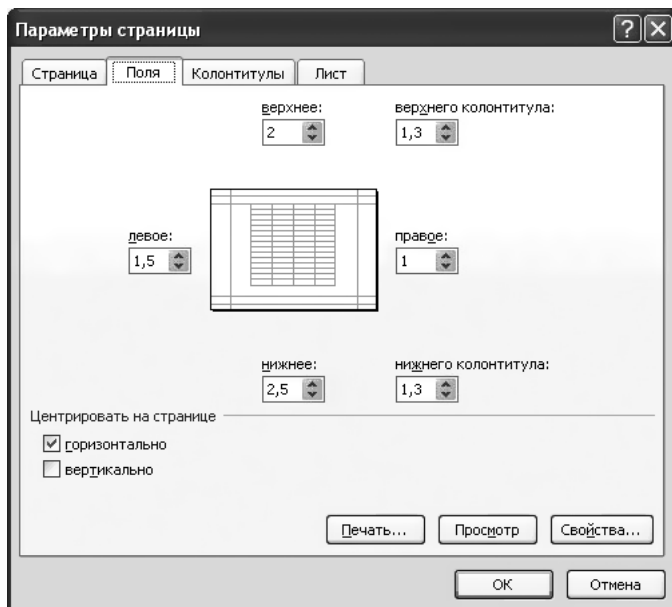 Параметры страницы
Страница Поля Колонтитулы Лист
верхнее: верхнего колонтитула:
2 1,3
левое: правое:
1,5 1
нижнее: нижнего колонтитула:
2,5 1,3
Центрировать на странице
горизонтально
вертикально
Печать... Просмотр Свойства...
ОК Отмена